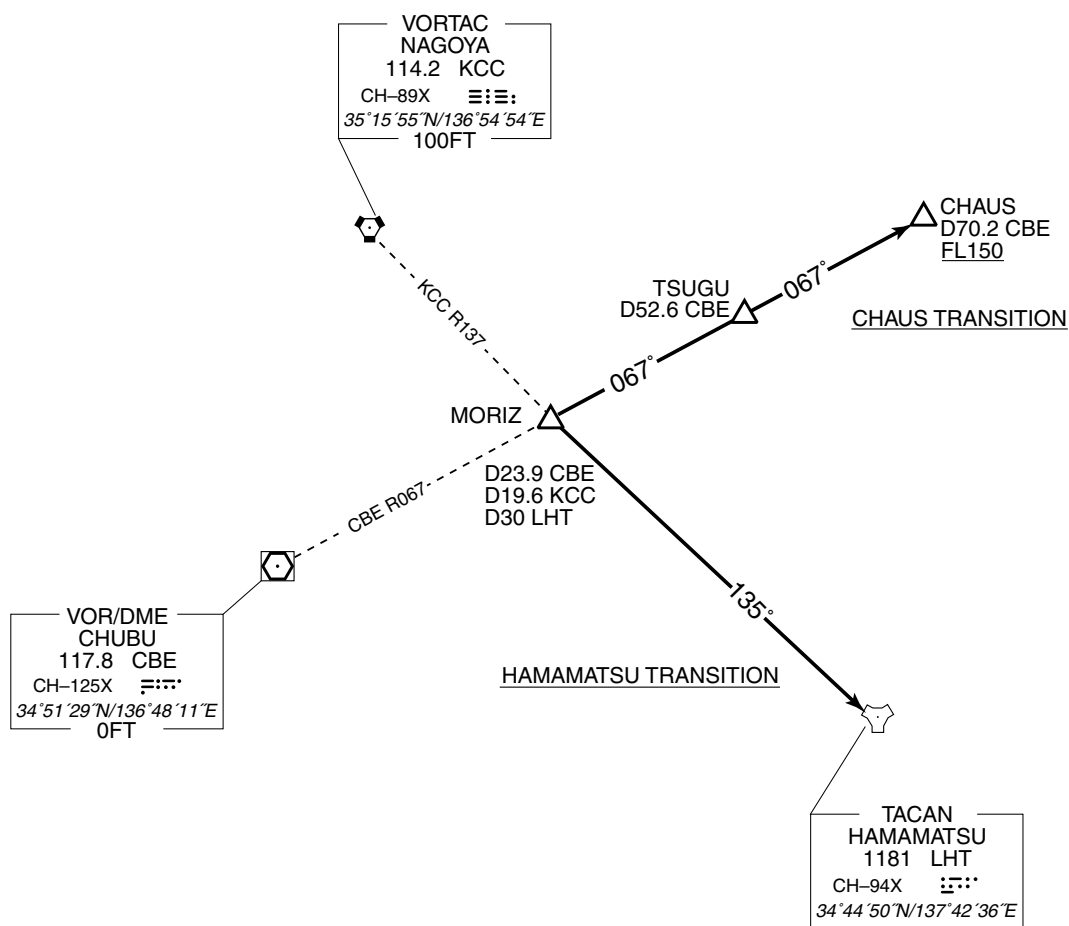 VORTAC
NAGOYA
114.2 KCC
CH–89X
35°15´55˝N/136°54´54˝E
100FT
CHAUS
D70.2 CBE
FL150
067°
TSUGU
D52.6 CBE
CHAUS TRANSITION
KCC R137
067°
MORIZ
D23.9 CBE
D19.6 KCC
D30 LHT
CBE R067
135°
VOR/DME
CHUBU
117.8 CBE
CH–125X
34°51´29˝N/136°48´11˝E
0FT
HAMAMATSU TRANSITION
TACAN
HAMAMATSU
1181 LHT
CH–94X
34°44´50˝N/137°42´36˝E